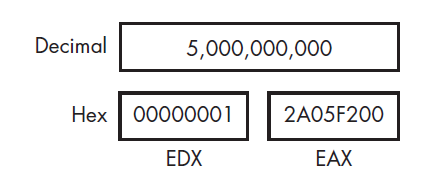 Decimal 5,000,000,000
Hex 00000001 2A05F200
EDX EAX